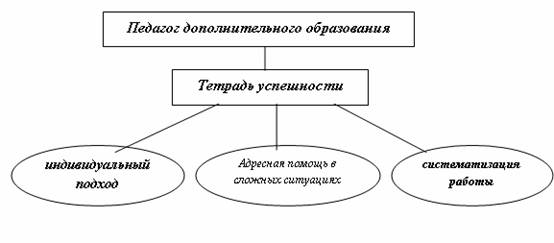 Педагог дополнительного образования
Тетрадь успешности
индивидуальный
подход
Адресная помощь в
сложных ситуациях
систематизация
работы